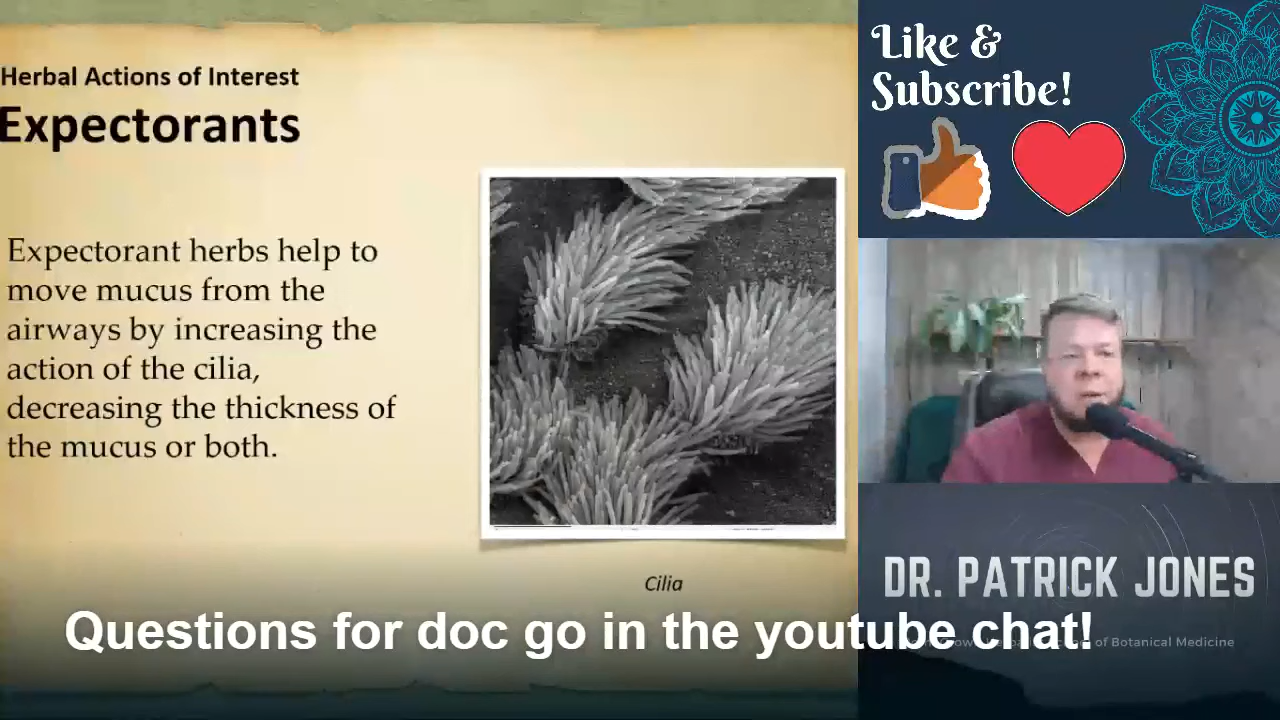 Herbal Actions of Interest
Expectorants
Expectorant herbs help to
move mucus from the
airways by increasing the
action of the cilia,
decreasing the thickness of
the mucus or both.
Cilia
Like &
Subscribe!
DR. PATRICK JONES
of Botanical Medicine
Questions for doc go in the youtube chat!